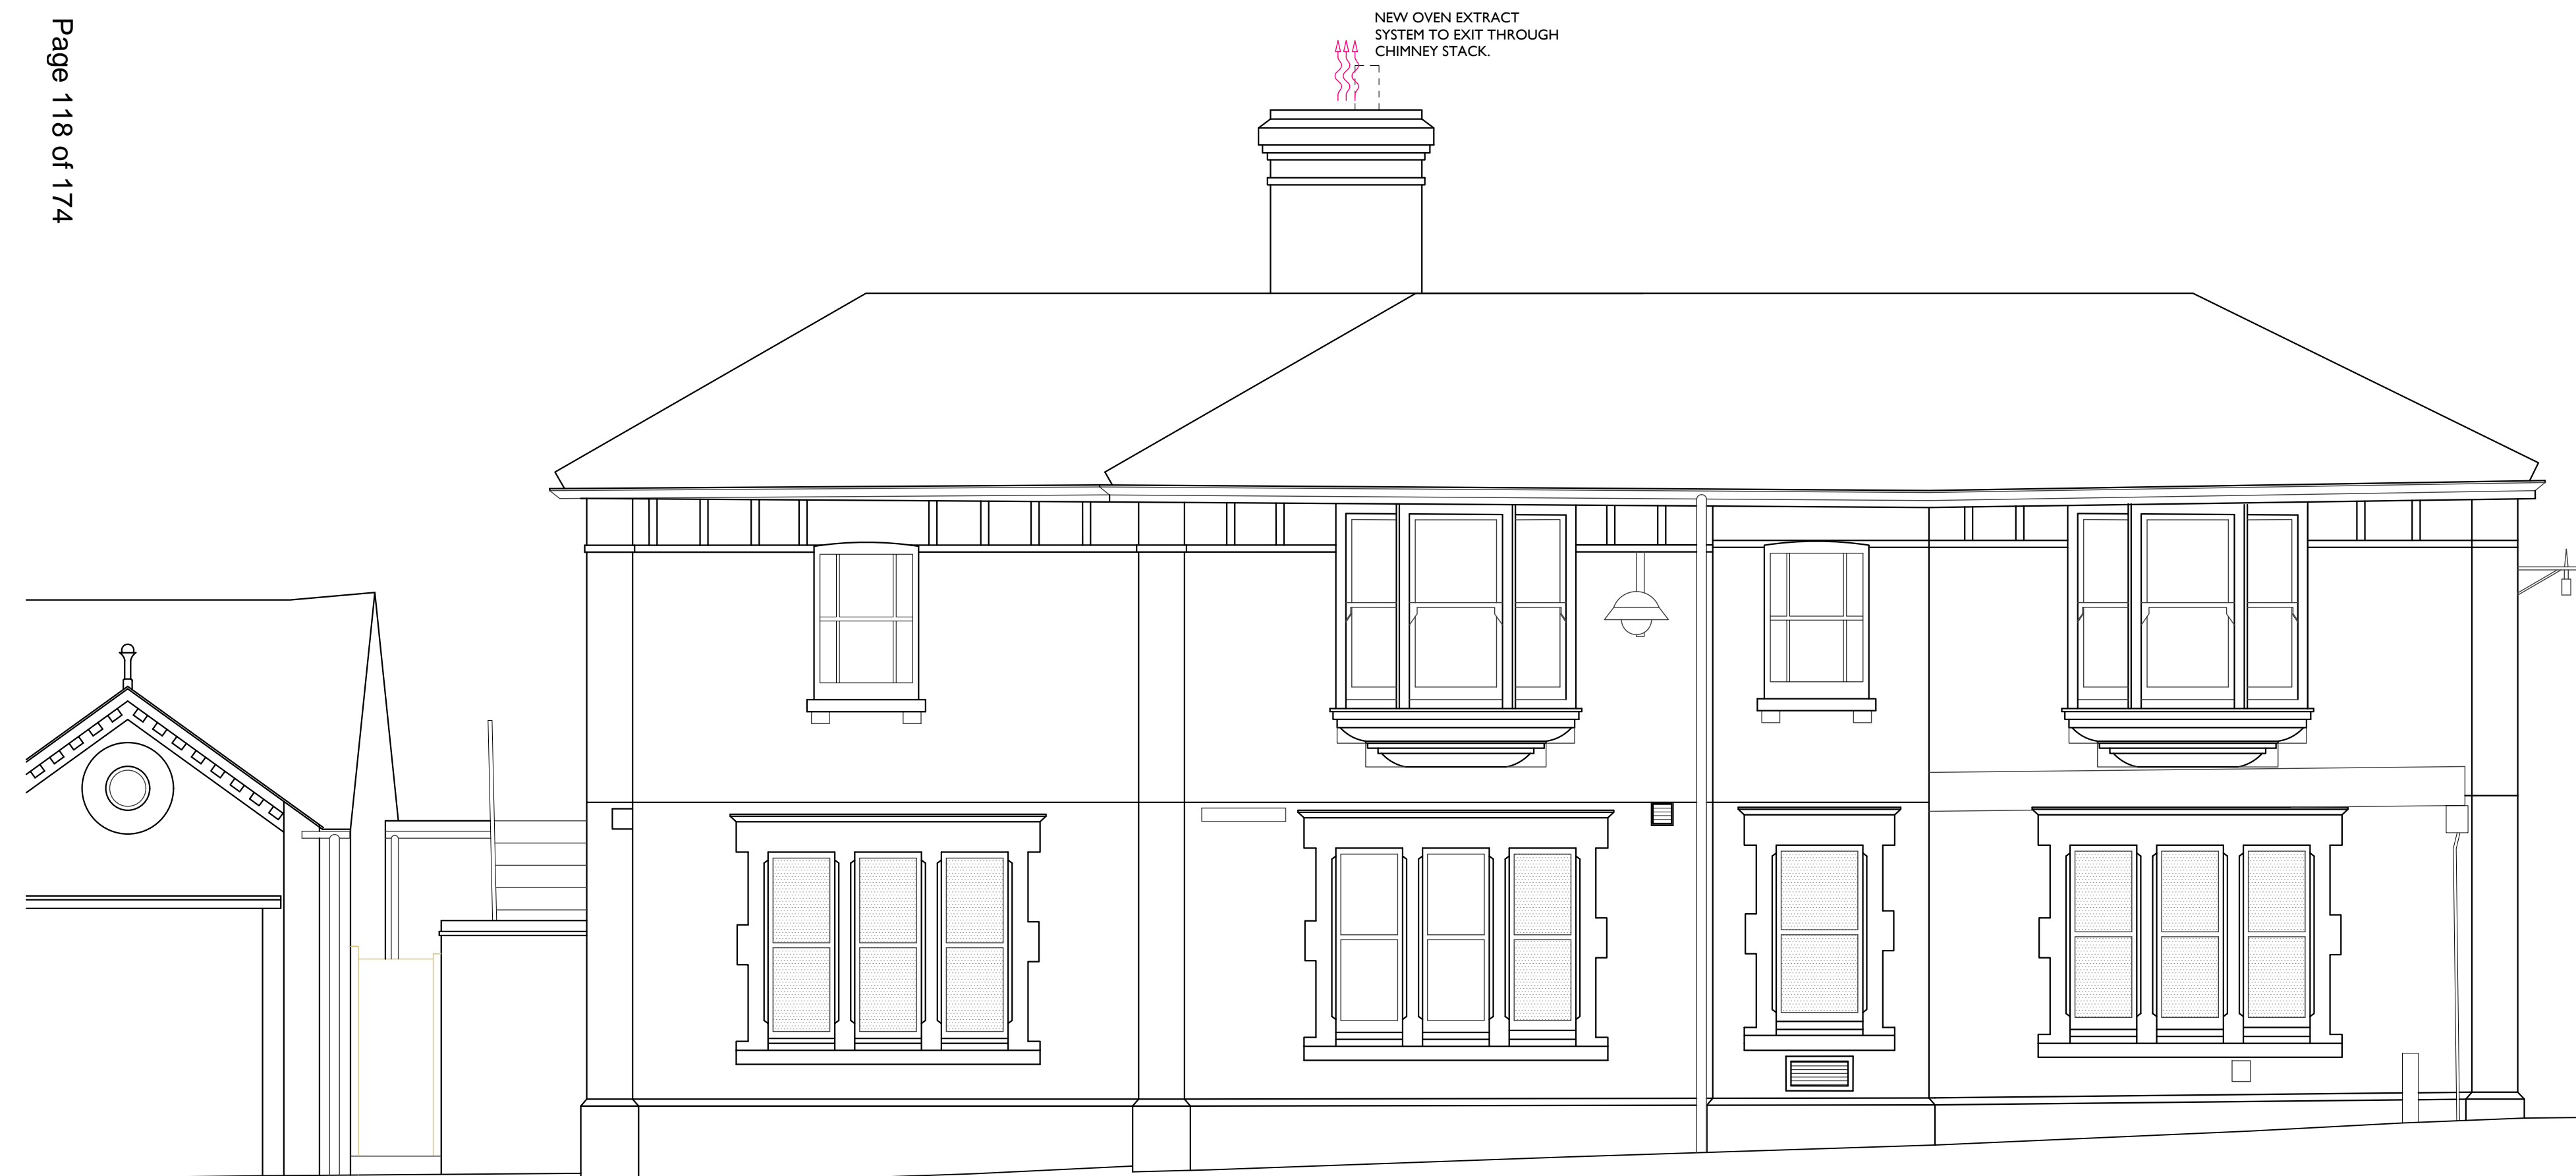 Page 118 of 174
NEW OVEN EXTRACT
SYSTEM TO EXIT THROUGH
CHIMNEY STACK.